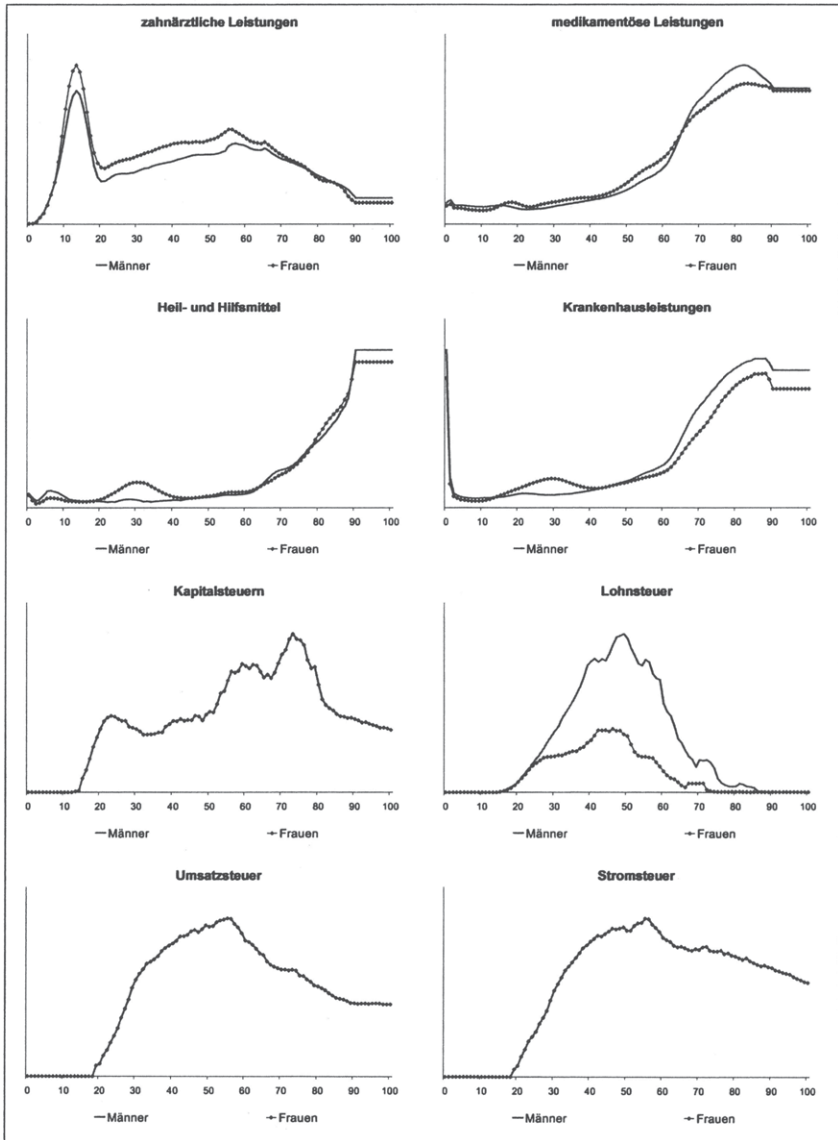 zahnärztliche Leistungen
0 10 20 30 40 50 60 70 80 90 100
Männer Frauen
medikamentöse Leistungen
0 10 20 30 40 50 60 70 80 90 100
Männer Frauen
Heil- und Hilfsmittel
0 10 20 30 40 50 60 70 80 90 100
Männer Frauen
Krankenhausleistungen
0 10 20 30 40 50 60 70 80 90 100
Männer Frauen
Kapitalsteuern
0 10 20 30 40 50 60 70 80 90 100
Männer Frauen
Lohnsteuer
0 10 20 30 40 50 60 70 80 90 100
Männer Frauen
Umsatzsteuer
0 10 20 30 40 50 60 70 80 90 100
Männer Frauen
Stromsteuer
0 10 20 30 40 50 60 70 80 90 100
Männer Frauen